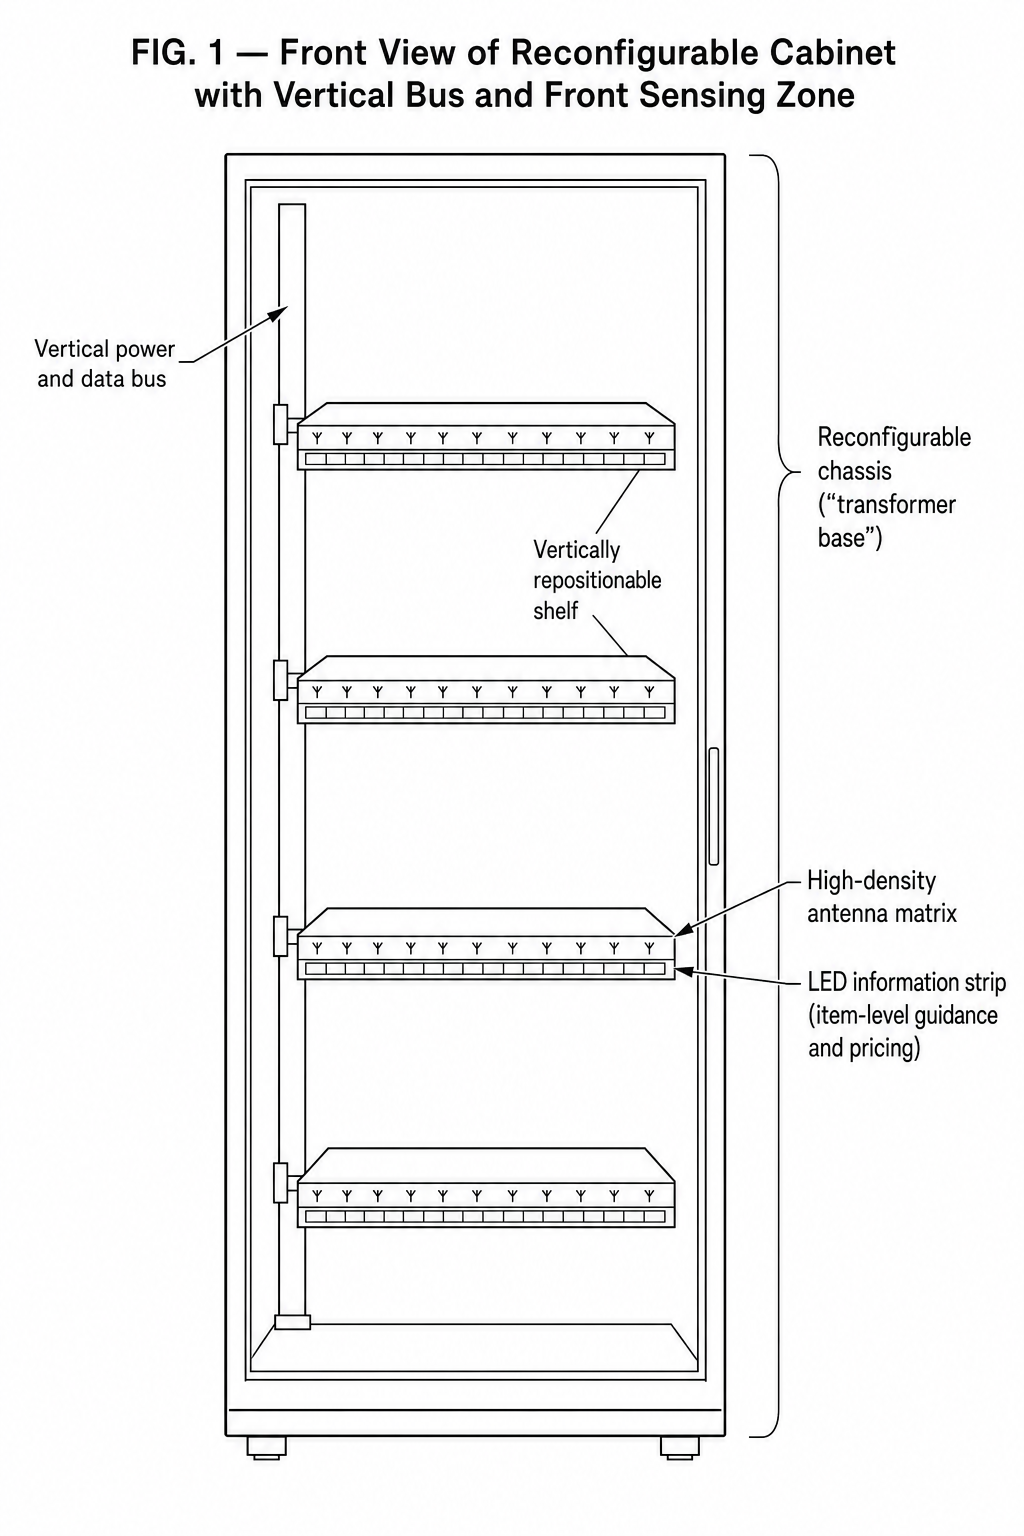 FIG. 1 — Front View of Reconfigurable Cabinet
with Vertical Bus and Front Sensing Zone
Vertical power
and data bus
Reconfigurable
chassis
(“transformer
base”)
Vertically
repositionable
shelf
High-density
antenna matrix
LED information strip
(item-level guidance
and pricing)